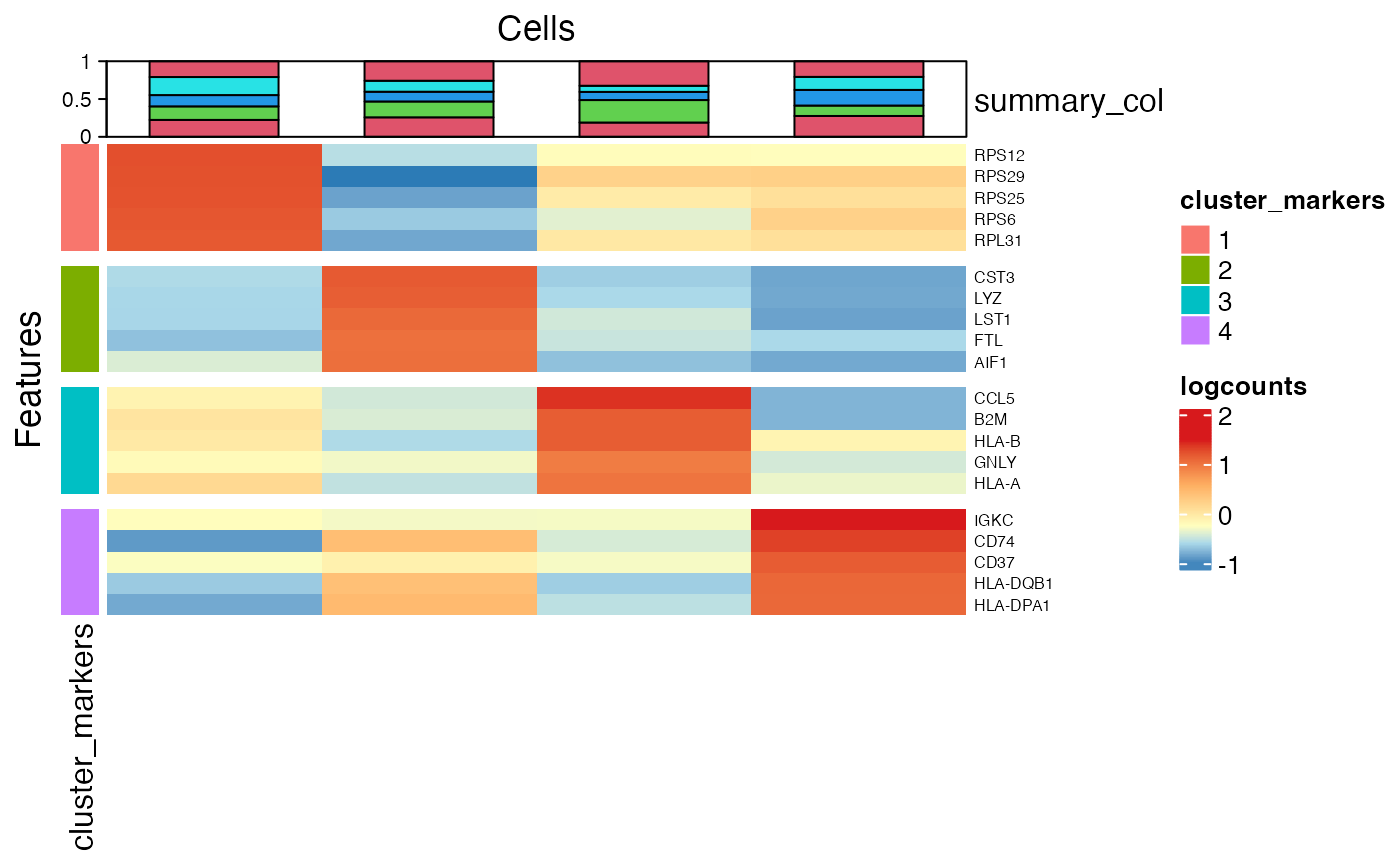 Cells
1
0.5
0
summary_col
RPS12
RPS29
RPS25
RPS6
RPL31
CST3
LYZ
LST1
FTL
AIF1
CCL5
B2M
HLA-B
GNLY
HLA-A
IGKC
CD74
CD37
HLA-DQB1
HLA-DPA1
Features
cluster_markers
cluster_markers
1
2
3
4
logcounts
2
1
0
-1